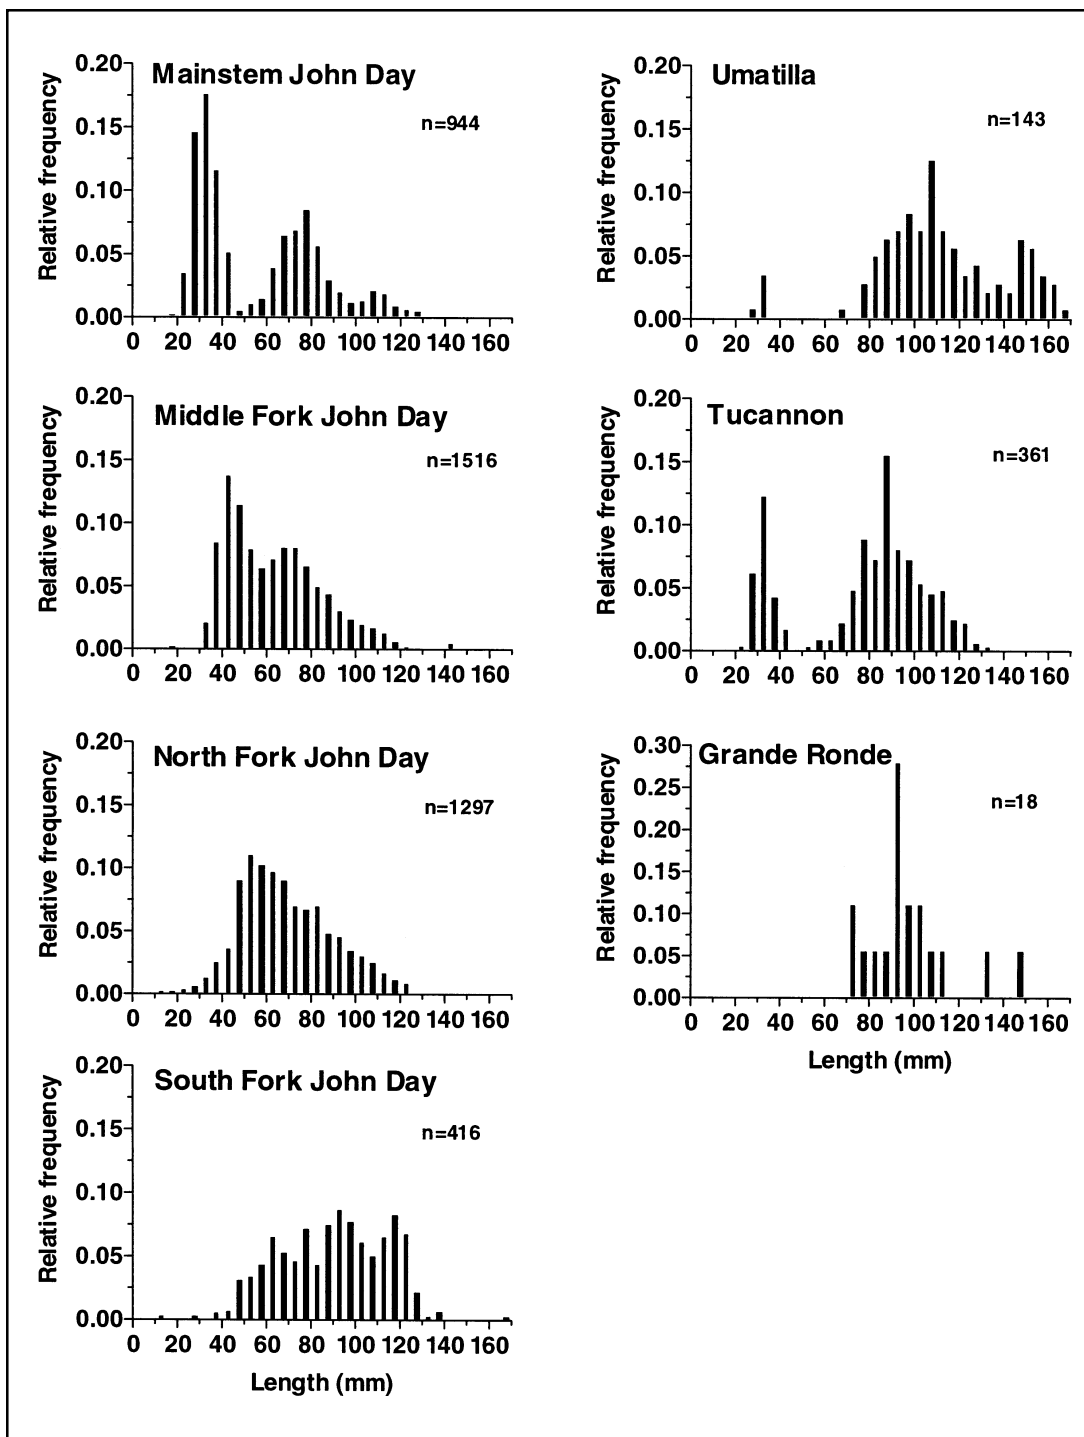 Mainstem John Day
n=944
Relative frequency
0.20
0.15
0.10
0.05
0.00
0 20 40 60 80 100 120 140 160
Umatilla
n=143
Relative frequency
0.20
0.15
0.10
0.05
0.00
0 20 40 60 80 100 120 140 160
Middle Fork John Day
n=1516
Relative frequency
0.20
0.15
0.10
0.05
0.00
0 20 40 60 80 100 120 140 160
Tucannon
n=361
Relative frequency
0.20
0.15
0.10
0.05
0.00
0 20 40 60 80 100 120 140 160
North Fork John Day
n=1297
Relative frequency
0.20
0.15
0.10
0.05
0.00
0 20 40 60 80 100 120 140 160
Grande Ronde
n=18
Relative frequency
0.30
0.25
0.20
0.15
0.10
0.05
0.00
0 20 40 60 80 100 120 140 160
Length (mm)
South Fork John Day
n=416
Relative frequency
0.20
0.15
0.10
0.05
0.00
0 20 40 60 80 100 120 140 160
Length (mm)